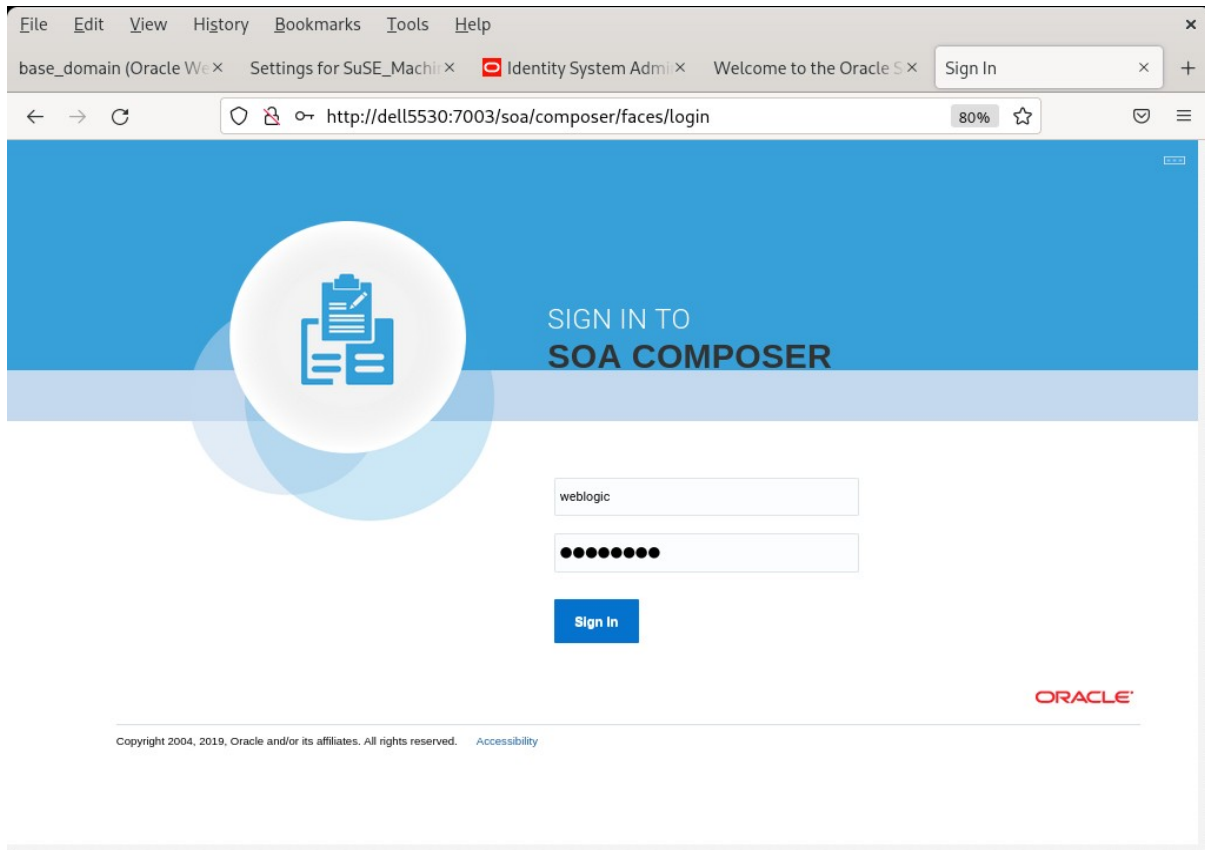 File Edit View History Bookmarks Tools Help
base_domain (Oracle We Settings for SuSE_Machin Identity System Admi Welcome to the Oracle S Sign In
http://dell5530:7003/soa/composer/faces/login 80%
SIGN IN TO
SOA COMPOSER
weblogic
Sign In
ORACLE
Copyright 2004, 2019, Oracle and/or its affiliates. All rights reserved. Accessibility